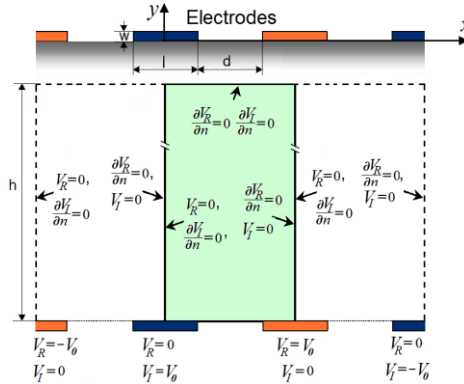 y Electrodes x
w
l d
∂V_R/∂n=0 ∂V_I/∂n=0
h
V_R=0, ∂V_R/∂n=0, V_R=0, ∂V_R/∂n=0,
∂V_I/∂n=0 V_I=0 ∂V_I/∂n=0 V_I=0
V_R=0, ∂V_R/∂n=0
∂V_I/∂n=0, V_I=0
V_R=-V_0 V_R=0 V_R=V_0 V_R=0
V_I=0 V_I=V_0 V_I=0 V_I=-V_0